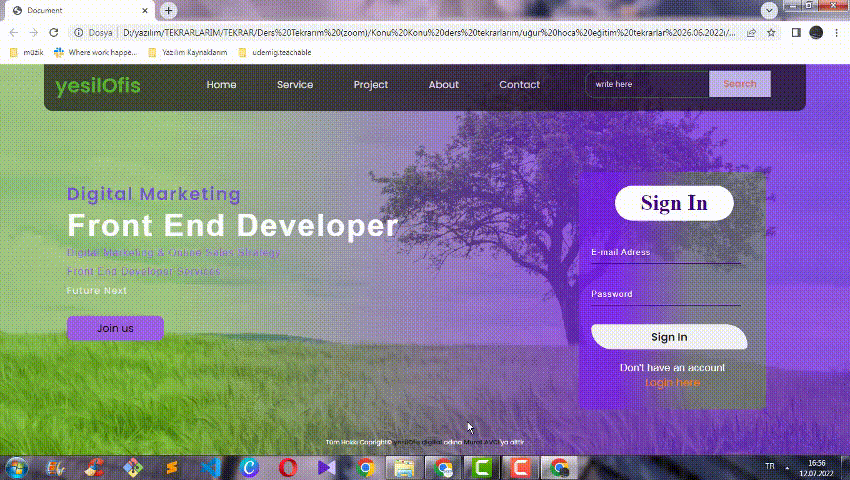 Document
Dosya D:/yazılım/TEKRARLARIM/TEKRAR/Ders%20Tekrarım%20(zoom)/Konu%20Konu%20ders%20tekrarlarım/uğur%20hoca%20eğitim%20tekrarlar%2026.06.2022i/...
müzik
Where work happe...
Yazılım Kaynaklarım
udemig.teachable
yesilOfis
Home Service Project About Contact
write here
Search
Digital Marketing
Front End Developer
Digital Marketing & Online Sales Strategy
Front End Developer Services
Future Next
Join us
Sign In
E-mail Adress
Password
Sign In
Don't have an account
Login here
Tüm Hakkı Copright© yesilOfis digital adına Murat AVCI 'ya aittir
TR
16:56
12.07.2022